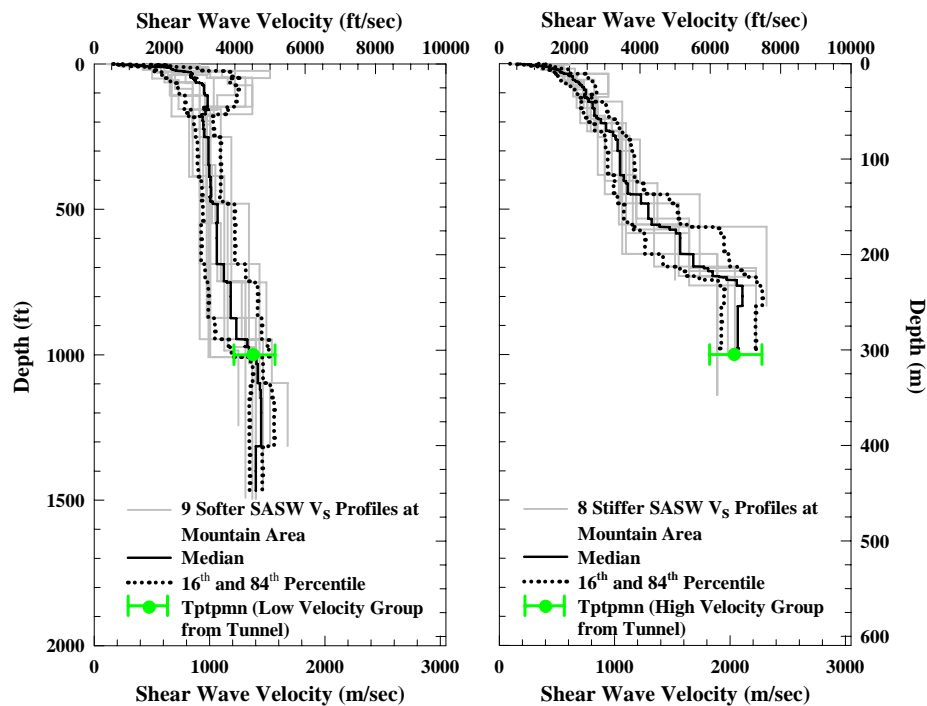 Shear Wave Velocity (ft/sec)
0 2000 4000 6000 8000 10000
0
500
1000
1500
2000
Depth (ft)
9 Softer SASW VS Profiles at
Mountain Area
Median
16th and 84th Percentile
Tptpmn (Low Velocity Group
from Tunnel)
0 1000 2000 3000
Shear Wave Velocity (m/sec)
Shear Wave Velocity (ft/sec)
0 2000 4000 6000 8000 10000
0
100
200
300
400
500
600
Depth (m)
8 Stiffer SASW VS Profiles at
Mountain Area
Median
16th and 84th Percentile
Tptpmn (High Velocity Group
from Tunnel)
0 1000 2000 3000
Shear Wave Velocity (m/sec)